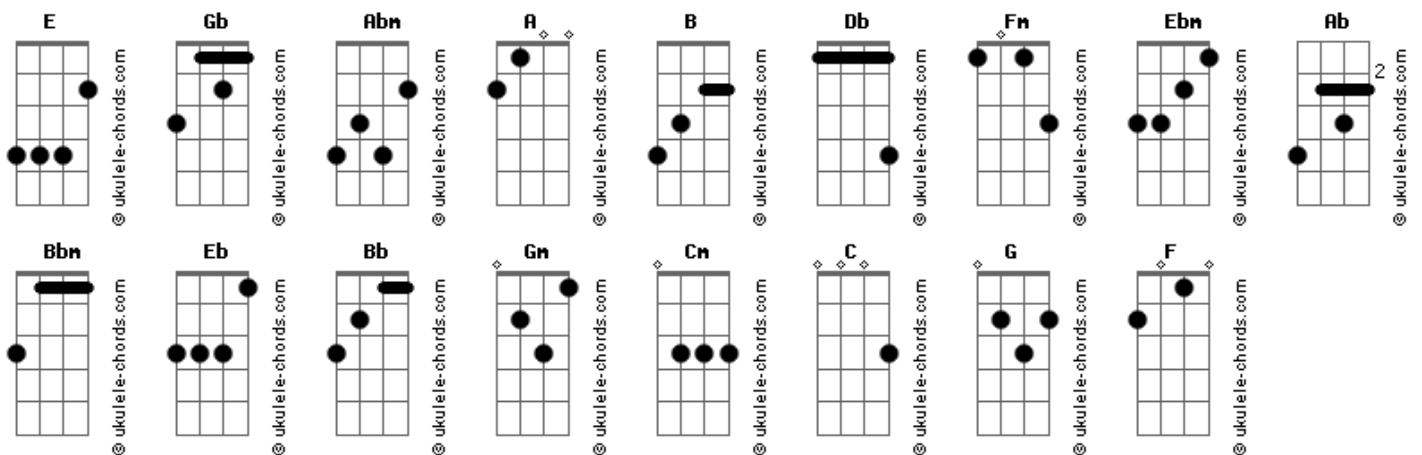 E Gb Abm A B Db Fm Ebm Ab
2
© ukulele-chords.com © ukulele-chords.com © ukulele-chords.com © ukulele-chords.com © ukulele-chords.com © ukulele-chords.com © ukulele-chords.com © ukulele-chords.com © ukulele-chords.com
Bbm Eb Bb Gm Cm C G F
© ukulele-chords.com © ukulele-chords.com © ukulele-chords.com © ukulele-chords.com © ukulele-chords.com © ukulele-chords.com © ukulele-chords.com © ukulele-chords.com